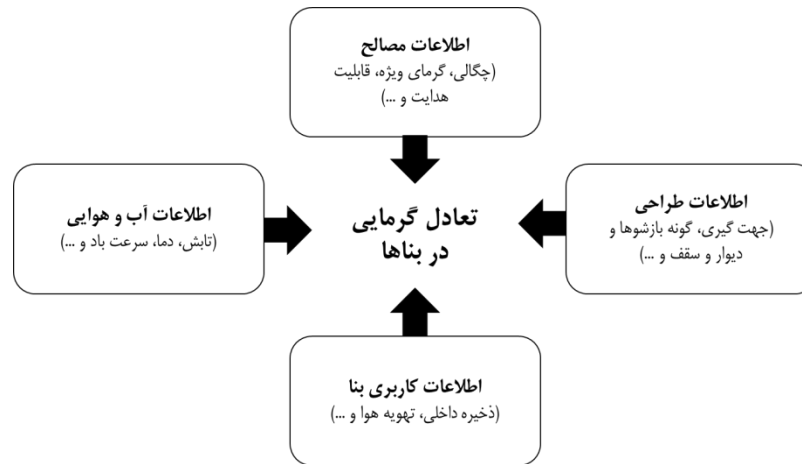 اطلاعات مصالح
(چگالی، گرمای ویژه، قابلیت
هدایت و ...)
اطلاعات طراحی
(جهت گیری، گونه بازشوها و
دیوار و سقف و ...)
تعادل گرمایی
در بناها
اطلاعات آب و هوایی
(تابش، دما، سرعت باد و ...)
اطلاعات کاربری بنا
(ذخیره داخلی، تهویه هوا و ...)